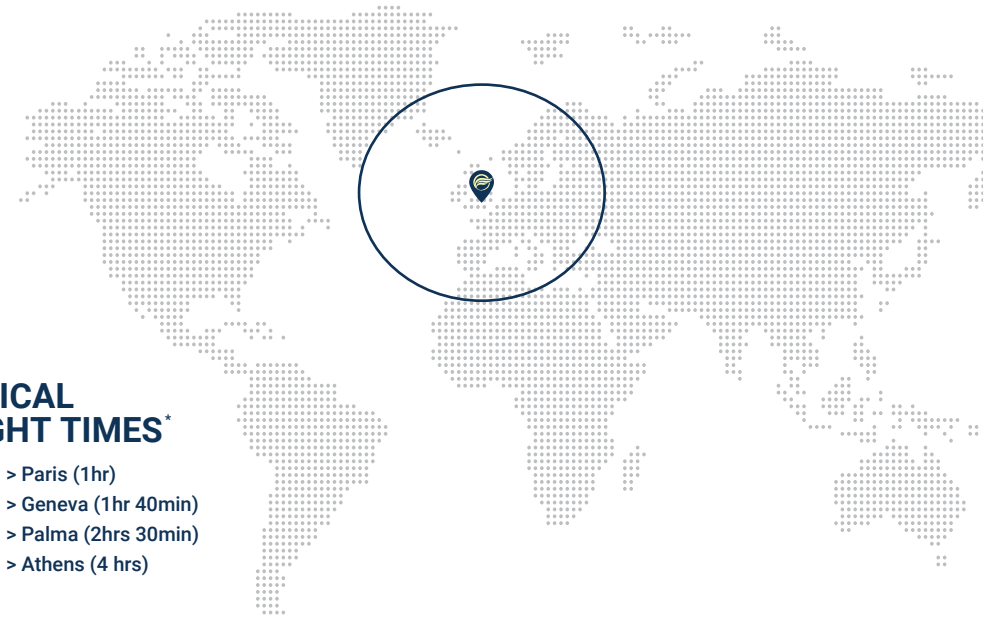 ICAL
GHT TIMES*
> Paris (1hr)
> Geneva (1hr 40min)
> Palma (2hrs 30min)
> Athens (4 hrs)